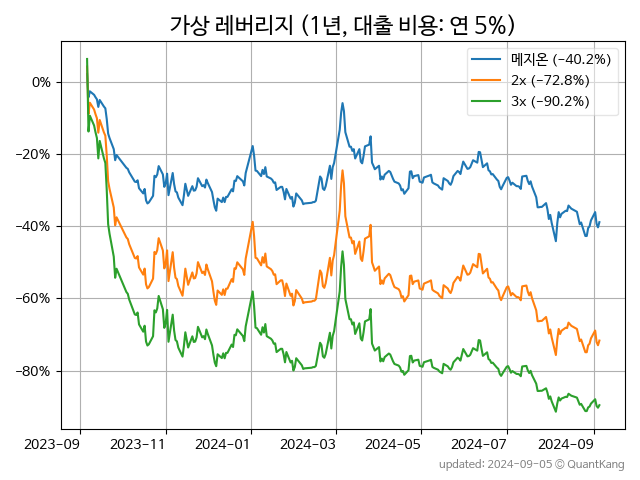 가상 레버리지 (1년, 대출 비용: 연 5%)
메지온 (−40.2%)
2x (−72.8%)
3x (−90.2%)
0%
−20%
−40%
−60%
−80%
2023-09 2023-11 2024-01 2024-03 2024-05 2024-07 2024-09
updated: 2024-09-05 © QuantKang